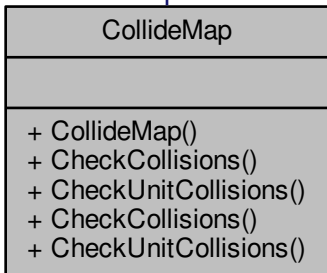 CollideMap
+ CollideMap()
+ CheckCollisions()
+ CheckUnitCollisions()
+ CheckCollisions()
+ CheckUnitCollisions()